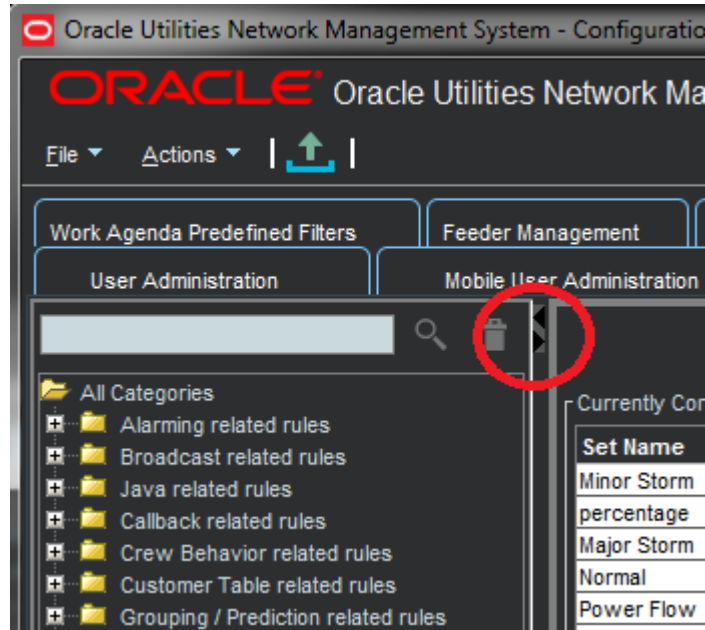 Oracle Utilities Network Management System - Configuratio
ORACLE Oracle Utilities Network Ma
File Actions
Work Agenda Predefined Filters Feeder Management
User Administration Mobile User Administration
All Categories
Alarming related rules
Broadcast related rules
Java related rules
Callback related rules
Crew Behavior related rules
Customer Table related rules
Grouping / Prediction related rules
Currently Con
Set Name
Minor Storm
percentage
Major Storm
Normal
Power Flow